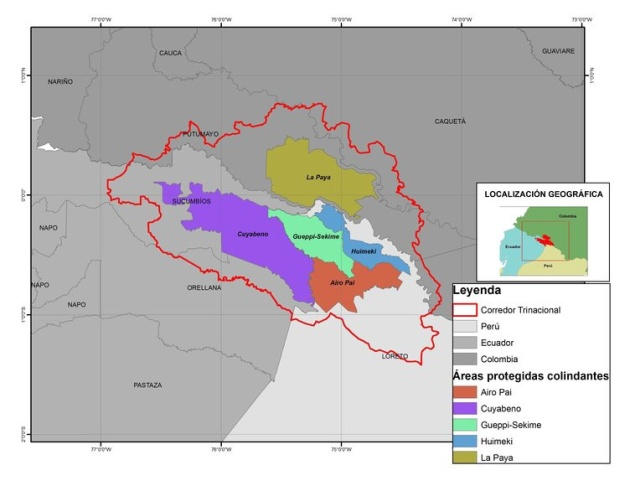 77°0'0"W
76°0'0"W
75°0'0"W
74°0'0"W
73°0'0"W
CAUCA
GUAVIARE
1°0'0"N
1°0'0"N
NARIÑO
CAQUETÁ
PUTUMAYO
La Paya
LOCALIZACIÓN GEOGRÁFICA
Colombia
Ecuador
Perú
0°0'0"
SUCUMBÍOS
NAPO
Cuyabeno
Gueppi-Sekime
Huimeki
Airo Pai
NAPO
ORELLANA
NAPO
1°0'0"S
LORETO
PASTAZA
2°0'0"S
77°0'0"W
76°0'0"W
75°0'0"W
Leyenda
Corredor Trinacional
Perú
Ecuador
Colombia
Áreas protegidas colindantes
Airo Pai
Cuyabeno
Gueppi-Sekime
Huimeki
La Paya